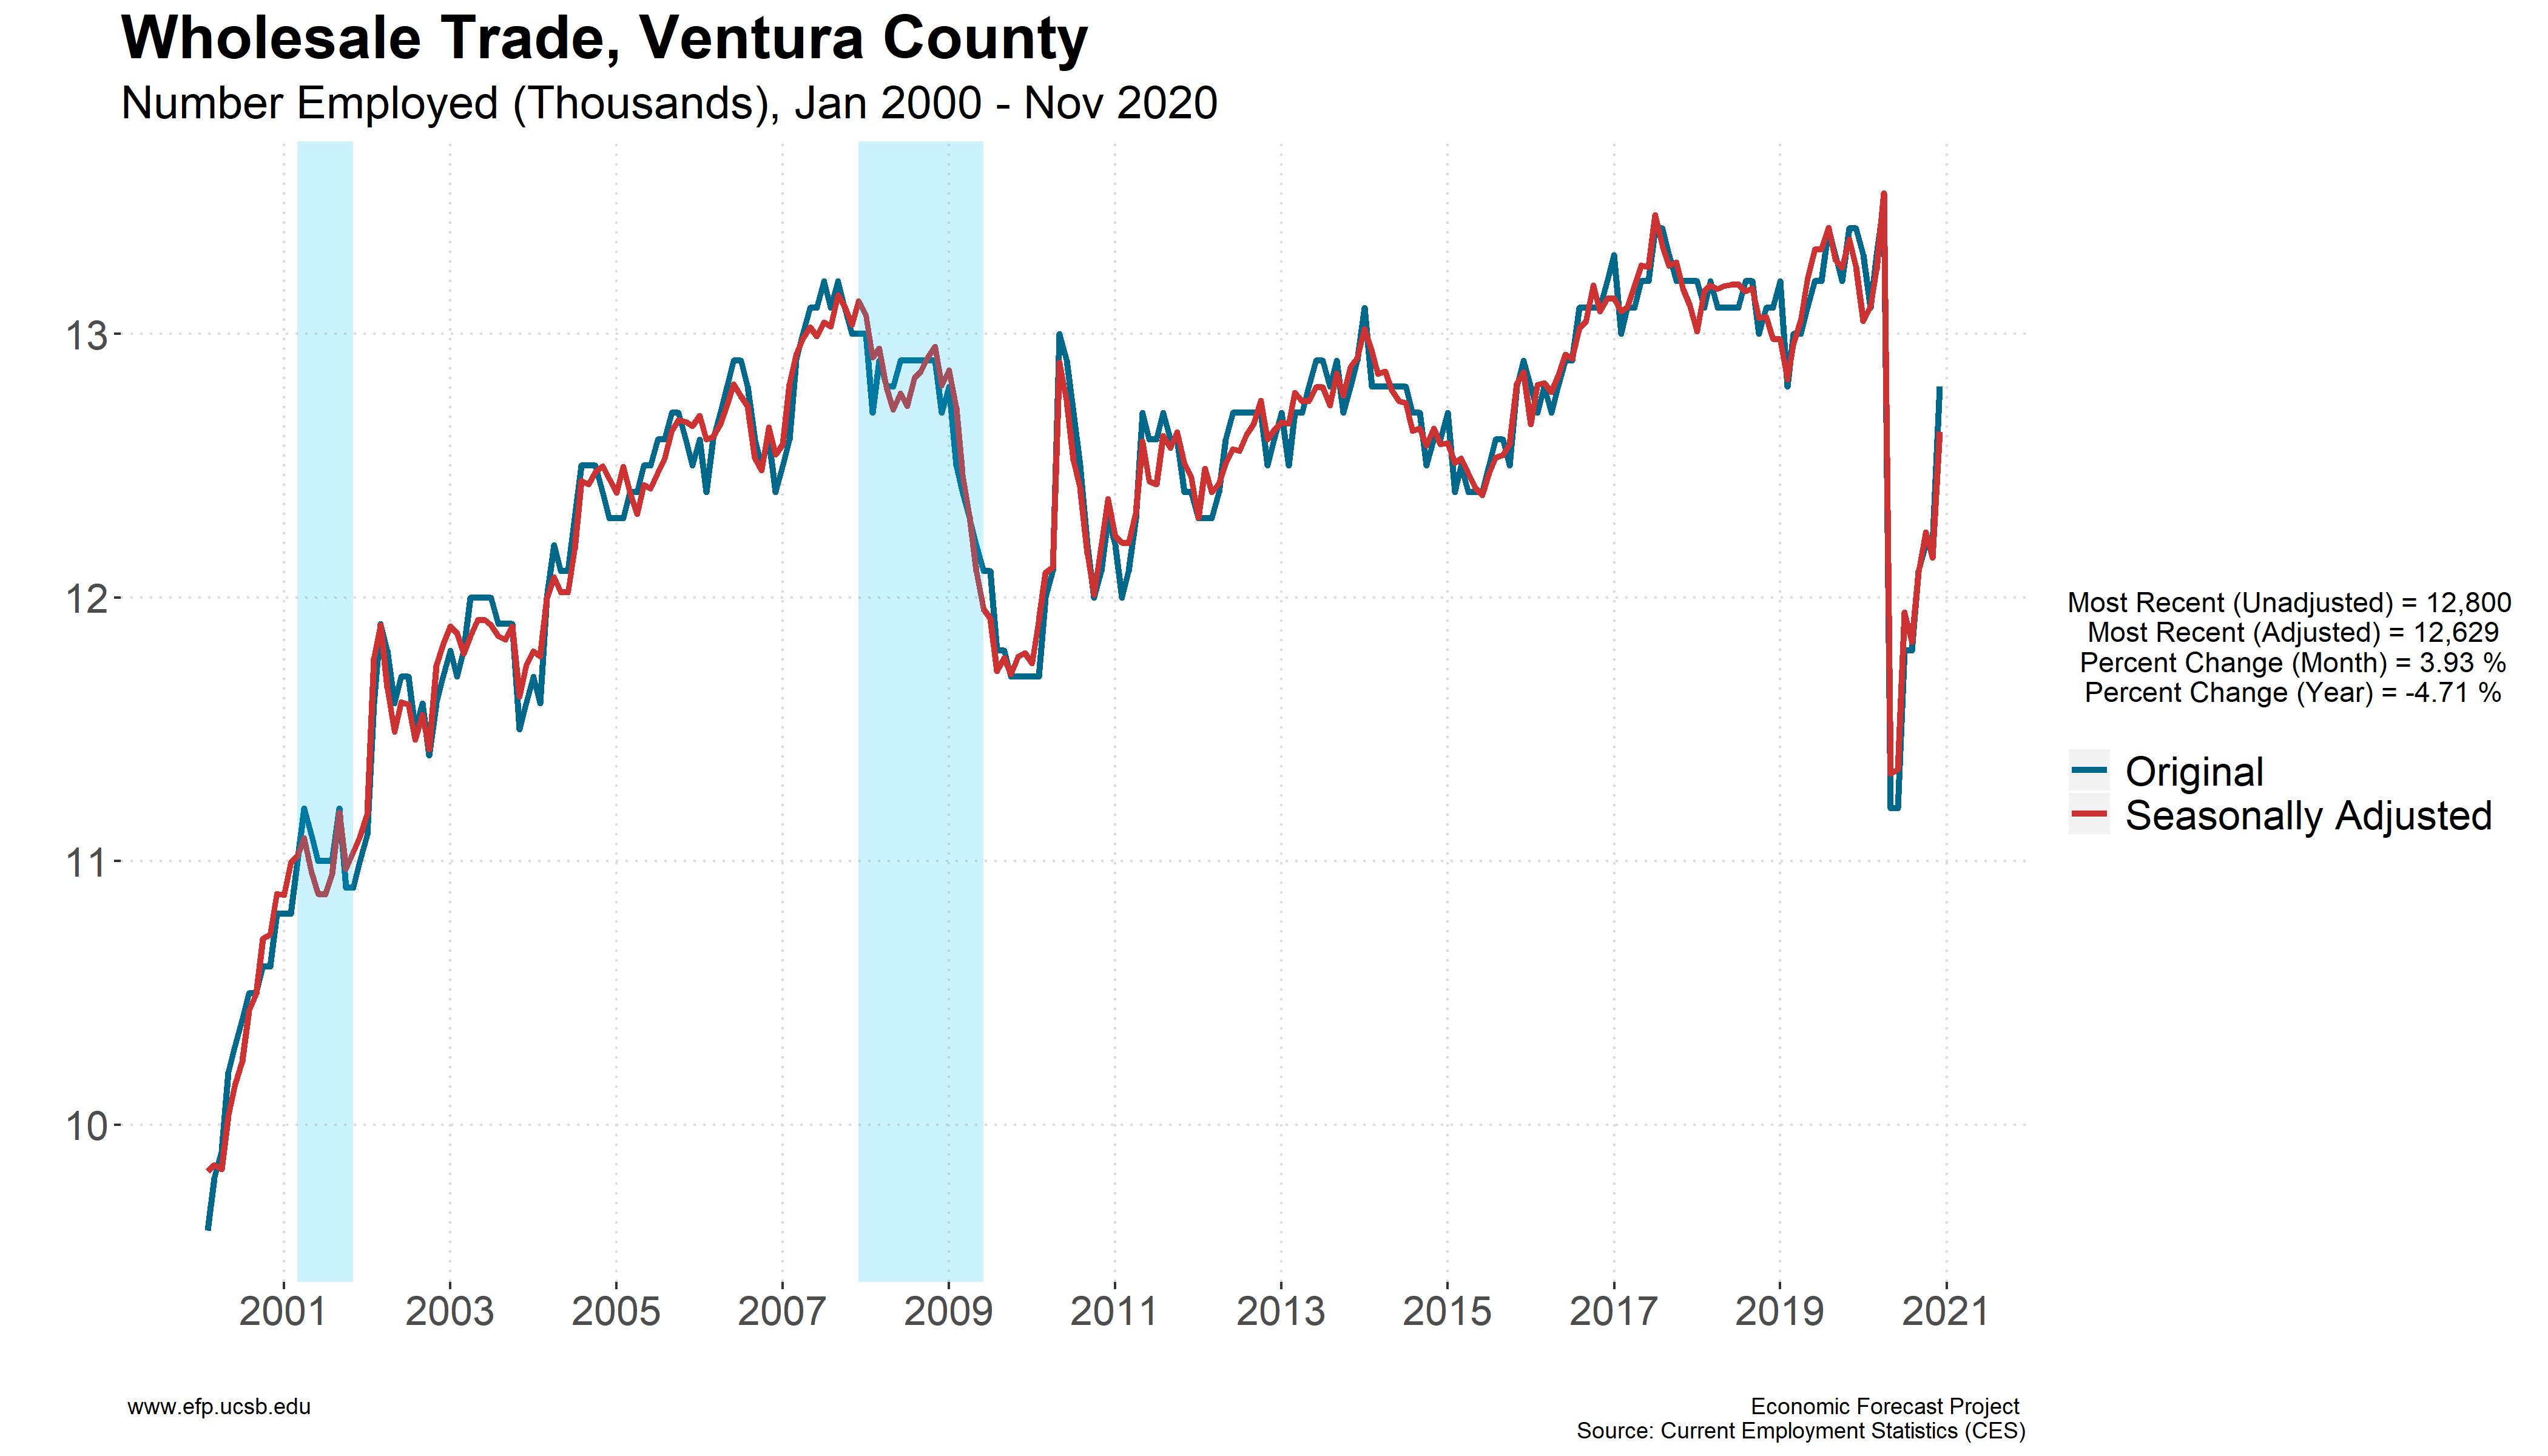 Wholesale Trade, Ventura County
Number Employed (Thousands), Jan 2000 - Nov 2020
13
12
11
10
2001 2003 2005 2007 2009 2011 2013 2015 2017 2019 2021
Most Recent (Unadjusted) = 12,800
Most Recent (Adjusted) = 12,629
Percent Change (Month) = 3.93 %
Percent Change (Year) = -4.71 %
Original
Seasonally Adjusted
www.efp.ucsb.edu
Economic Forecast Project
Source: Current Employment Statistics (CES)